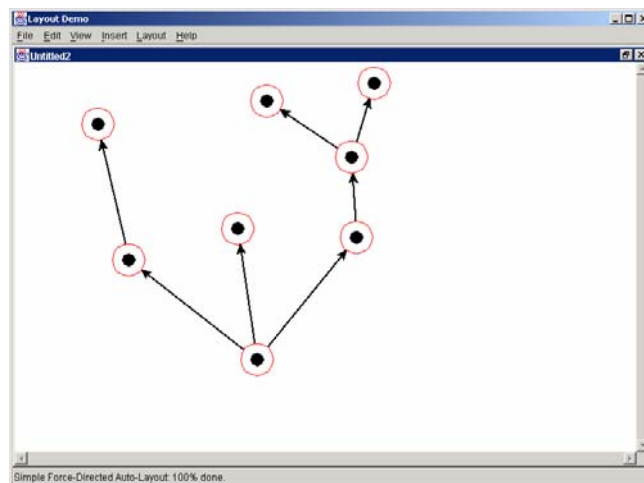 Layout Demo
File Edit View Insert Layout Help
Untitled2
Simple Force-Directed Auto-Layout: 100% done.